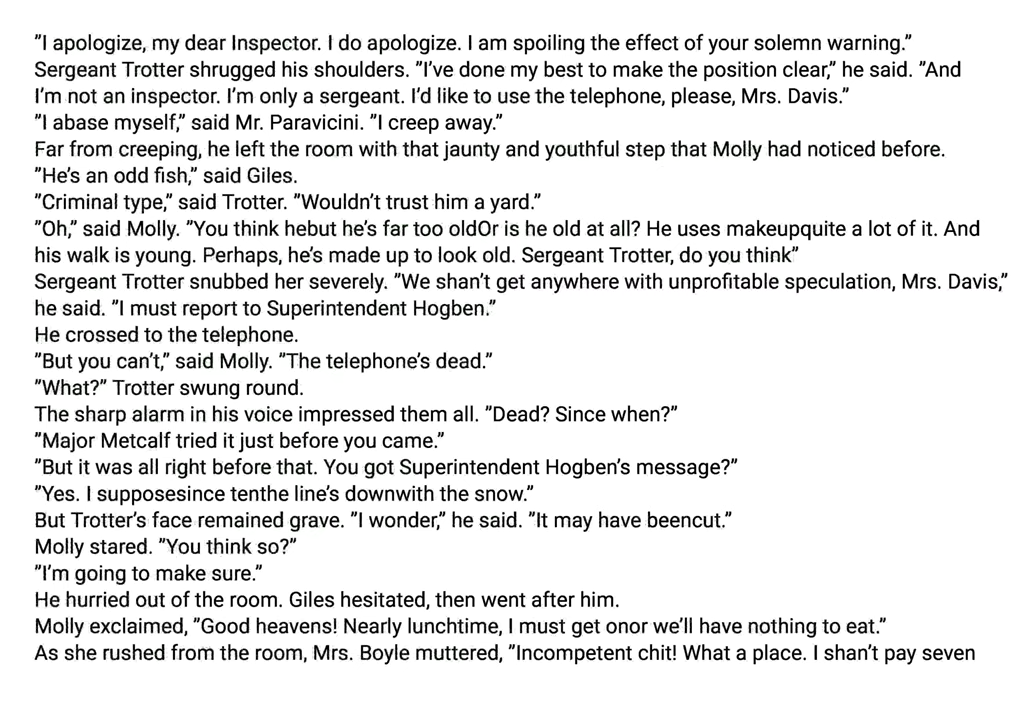 "I apologize, my dear Inspector. I do apologize. I am spoiling the effect of your solemn warning."
Sergeant Trotter shrugged his shoulders. "I've done my best to make the position clear," he said. "And
I'm not an inspector. I'm only a sergeant. I'd like to use the telephone, please, Mrs. Davis."
"I abase myself," said Mr. Paravicini. "I creep away."
Far from creeping, he left the room with that jaunty and youthful step that Molly had noticed before.
"He's an odd fish," said Giles.
"Criminal type," said Trotter. "Wouldn't trust him a yard."
"Oh," said Molly. "You think hebut he's far too oldOr is he old at all? He uses makeupquite a lot of it. And
his walk is young. Perhaps, he's made up to look old. Sergeant Trotter, do you think"
Sergeant Trotter snubbed her severely. "We shan't get anywhere with unprofitable speculation, Mrs. Davis,"
he said. "I must report to Superintendent Hogben."
He crossed to the telephone.
"But you can't," said Molly. "The telephone's dead."
"What?" Trotter swung round.
The sharp alarm in his voice impressed them all. "Dead? Since when?"
"Major Metcalf tried it just before you came."
"But it was all right before that. You got Superintendent Hogben's message?"
"Yes. I supposesince tenthe line's downwith the snow."
But Trotter's face remained grave. "I wonder," he said. "It may have beencut."
Molly stared. "You think so?"
"I'm going to make sure."
He hurried out of the room. Giles hesitated, then went after him.
Molly exclaimed, "Good heavens! Nearly lunchtime, I must get onor we'll have nothing to eat."
As she rushed from the room, Mrs. Boyle muttered, "Incompetent chit! What a place. I shan't pay seven